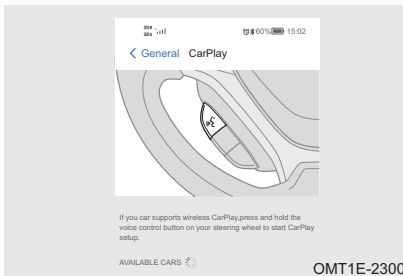 60% 15:02
General CarPlay
If you car supports wireless CarPlay,press and hold the
voice control button on your steering wheel to start CarPlay
setup.
AVAILABLE CARS
OMT1E-2300